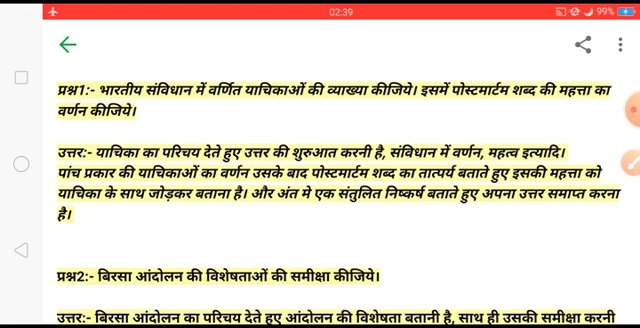 02:39
99%
प्रश्न1:- भारतीय संविधान में वर्णित याचिकाओं की व्याख्या कीजिये। इसमें पोस्टमार्टम शब्द की महत्ता का
वर्णन कीजिये।
उत्तर:- याचिका का परिचय देते हुए उत्तर की शुरुआत करनी है, संविधान में वर्णन, महत्व इत्यादि।
पांच प्रकार की याचिकाओं का वर्णन उसके बाद पोस्टमार्टम शब्द का तात्पर्य बताते हुए इसकी महत्ता को
याचिका के साथ जोड़कर बताना है। और अंत मे एक संतुलित निष्कर्ष बताते हुए अपना उत्तर समाप्त करना
है।
प्रश्न2:- बिरसा आंदोलन की विशेषताओं की समीक्षा कीजिये।
उत्तर:- बिरसा आंदोलन का परिचय देते हुए आंदोलन की विशेषता बतानी है, साथ ही उसकी समीक्षा करनी